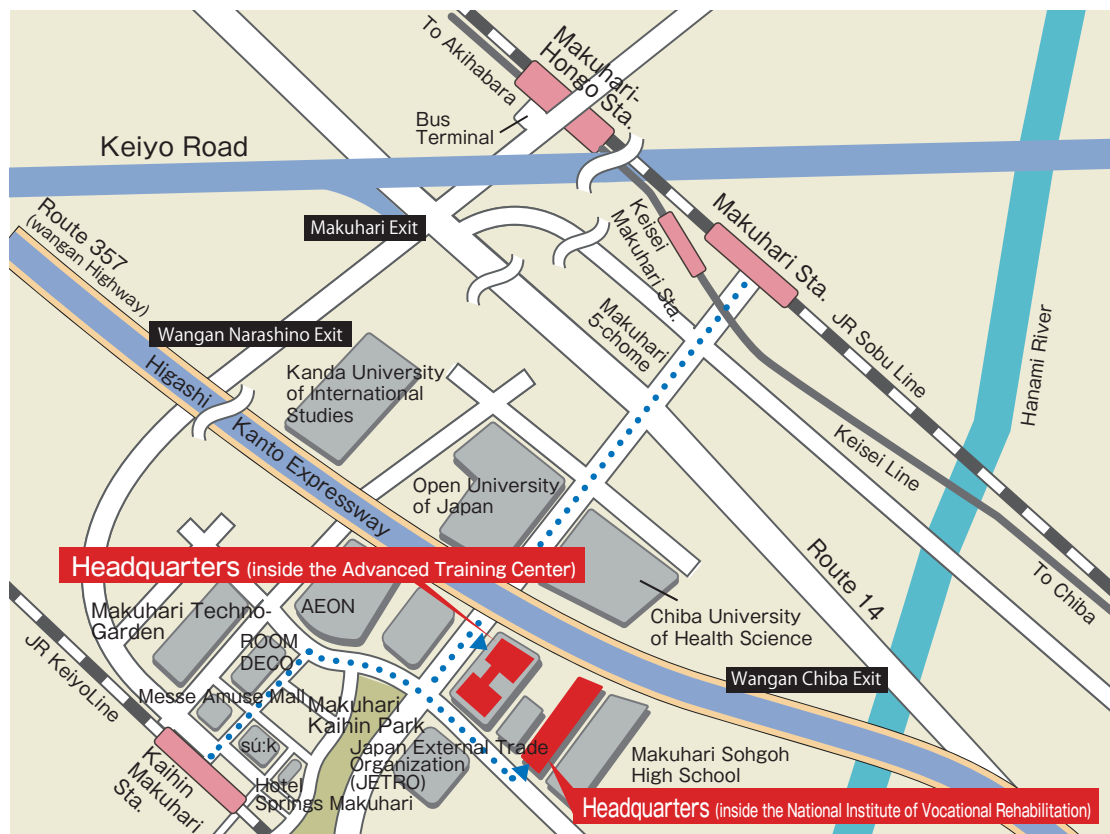 To Akihabara
Makuhari-
Hongo Sta.
Bus
Terminal
Keiyo Road
Makuhari Exit
Route 357
(wangan Highway)
Keisei
Makuhari Sta.
Makuhari Sta.
Wangan Narashino Exit
Makuhari
5-chome
JR Sobu Line
Hanami River
Higashi Kanto Expressway
Kanda University
of International
Studies
Keisei Line
Open University
of Japan
Route 14
To Chiba
Headquarters (inside the Advanced Training Center)
Makuhari Techno-
Garden
AEON
Chiba University
of Health Science
ROOM
DECO
JR KeiyoLine
Messe Amuse Mall
Makuhari
Kaihin Park
Wangan Chiba Exit
sú:k
Kaihin
Makuhari
Sta.
Japan External Trade
Organization
(JETRO)
Makuhari Sohgoh
High School
Hotel
Springs Makuhari
Headquarters (inside the National Institute of Vocational Rehabilitation)